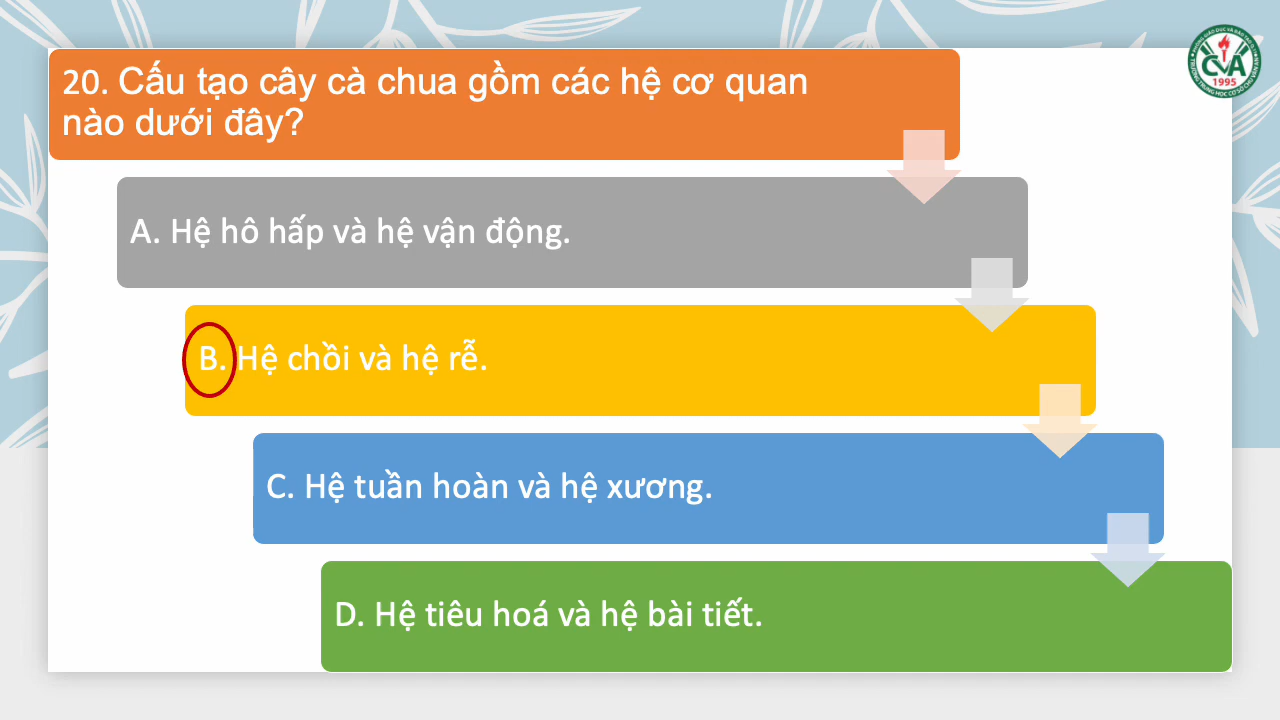 20. Cấu tạo cây cà chua gồm các hệ cơ quan
nào dưới đây?
A. Hệ hô hấp và hệ vận động.
B. Hệ chồi và hệ rễ.
C. Hệ tuần hoàn và hệ xương.
D. Hệ tiêu hoá và hệ bài tiết.
CVA
1995